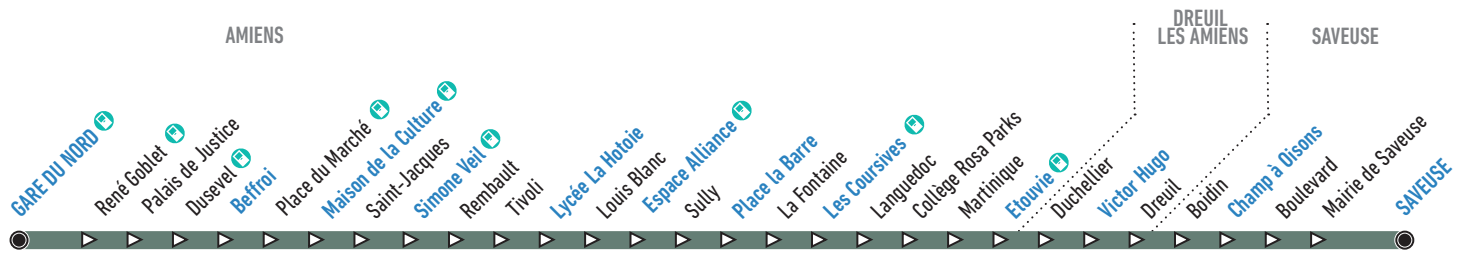 AMIENS
DREUIL
LES AMIENS
SAVEUSE
GARE DU NORD
René Goblet
Palais de Justice
Dusevel
Beffroi
Place du Marché
Maison de la Culture
Saint-Jacques
Simone Veil
Rembault
Tivoli
Lycée La Hotoie
Louis Blanc
Espace Alliance
Sully
Place la Barre
La Fontaine
Les Coursives
Languedoc
Collège Rosa Parks
Martinique
Etouvie
Duchellier
Victor Hugo
Dreuil
Boidin
Champ à Oisons
Boulevard
Mairie de Saveuse
SAVEUSE